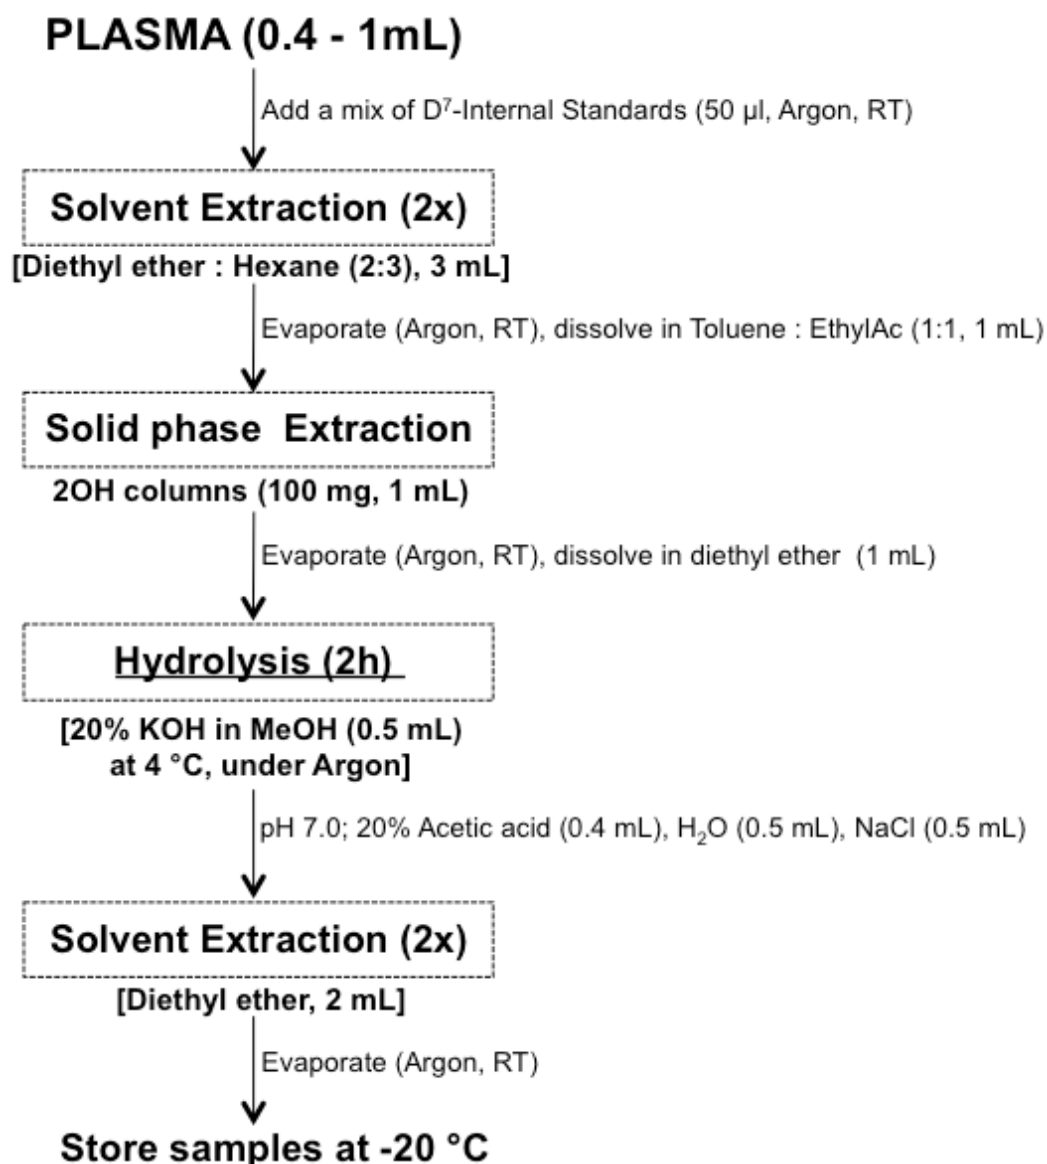 PLASMA (0.4 - 1mL)
Add a mix of D⁷-Internal Standards (50 µl, Argon, RT)
Solvent Extraction (2x)
[Diethyl ether : Hexane (2:3), 3 mL]
Evaporate (Argon, RT), dissolve in Toluene : EthylAc (1:1, 1 mL)
Solid phase Extraction
2OH columns (100 mg, 1 mL)
Evaporate (Argon, RT), dissolve in diethyl ether (1 mL)
Hydrolysis (2h)
[20% KOH in MeOH (0.5 mL)
at 4 °C, under Argon]
pH 7.0; 20% Acetic acid (0.4 mL), H₂O (0.5 mL), NaCl (0.5 mL)
Solvent Extraction (2x)
[Diethyl ether, 2 mL]
Evaporate (Argon, RT)
Store samples at -20 °C